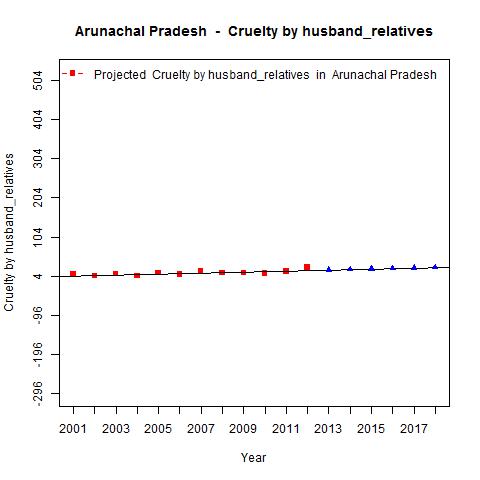 Arunachal Pradesh - Cruelty by husband_relatives
Projected Cruelty by husband_relatives in Arunachal Pradesh
504
404
304
204
104
4
-96
-196
-296
Cruelty by husband_relatives
2001 2003 2005 2007 2009 2011 2013 2015 2017
Year